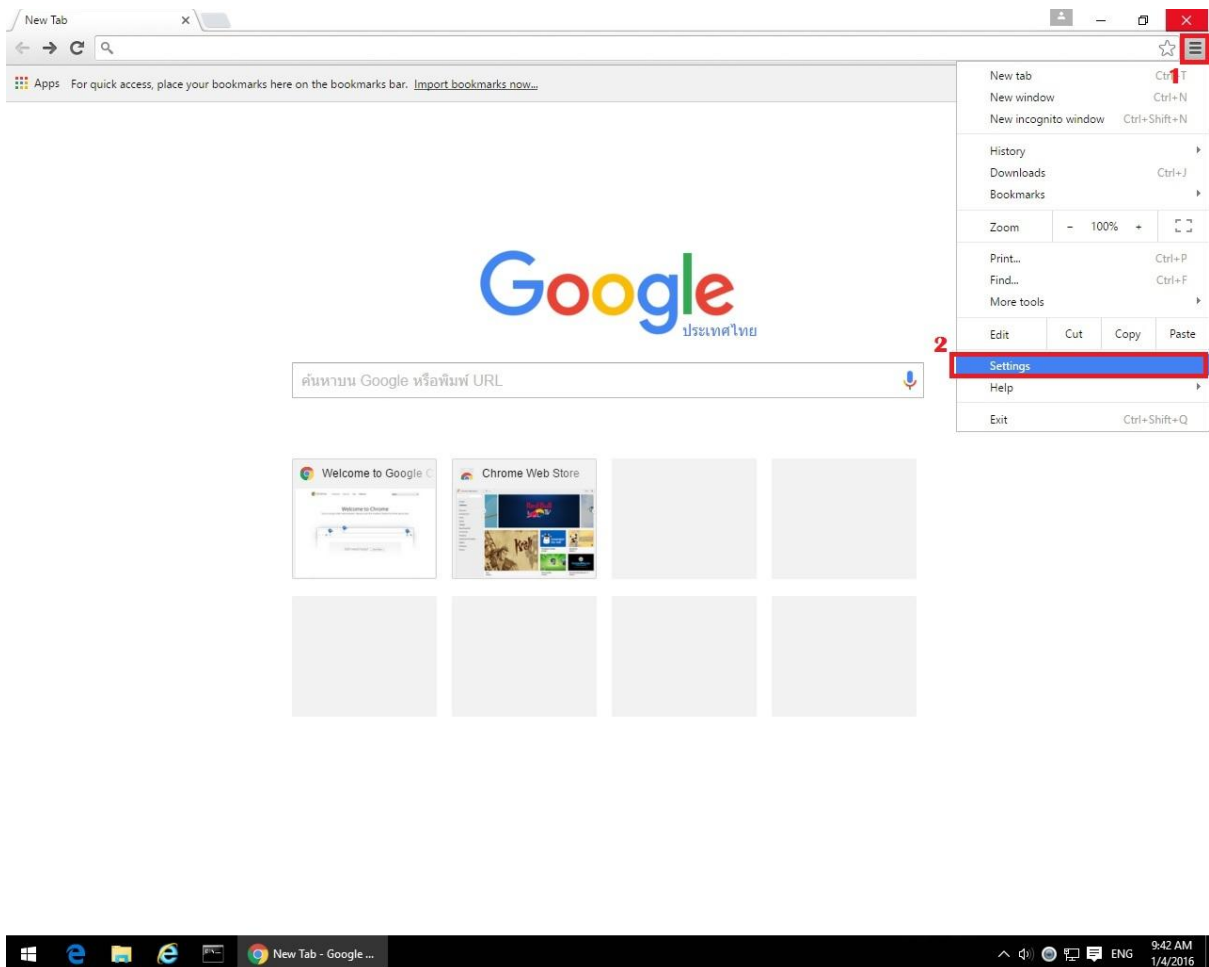 New Tab
Apps For quick access, place your bookmarks here on the bookmarks bar. Import bookmarks now...
1
New tab
New window Ctrl+N
New incognito window Ctrl+Shift+N
History
Downloads Ctrl+J
Bookmarks
Zoom - 100% +
Print... Ctrl+P
Find... Ctrl+F
More tools
Edit Cut Copy Paste
2
Settings
Help
Exit Ctrl+Shift+Q
Google
ประเทศไทย
ค้นหาบน Google หรือพิมพ์ URL
Welcome to Google
Chrome Web Store
Welcome to Chrome
New Tab - Google ...
ENG
9:42 AM
1/4/2016